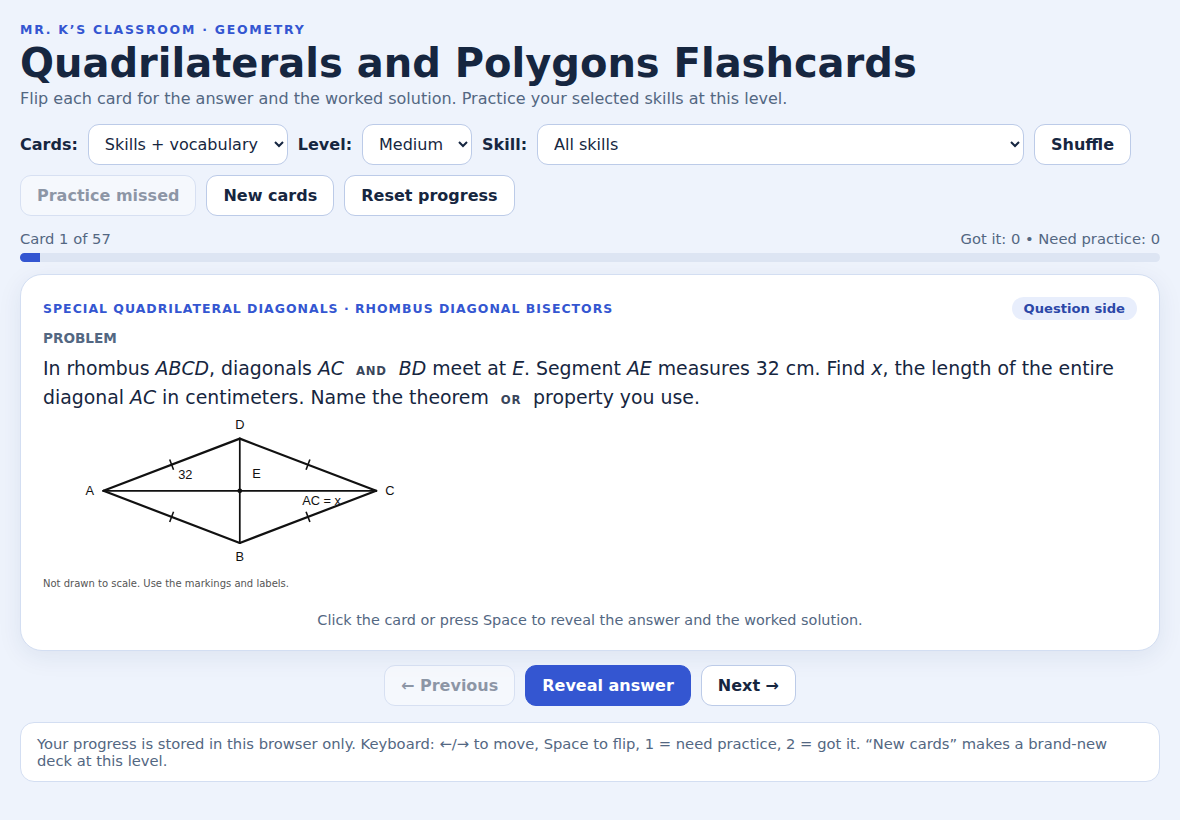 MR. K’S CLASSROOM · GEOMETRY
Quadrilaterals and Polygons Flashcards
Flip each card for the answer and the worked solution. Practice your selected skills at this level.
Cards: Skills + vocabulary Level: Medium Skill: All skills Shuffle
Practice missed New cards Reset progress
Card 1 of 57 Got it: 0 • Need practice: 0
SPECIAL QUADRILATERAL DIAGONALS · RHOMBUS DIAGONAL BISECTORS Question side
PROBLEM
In rhombus ABCD, diagonals AC AND BD meet at E. Segment AE measures 32 cm. Find x, the length of the entire
diagonal AC in centimeters. Name the theorem OR property you use.
D
32 E
A C
AC = x
B
Not drawn to scale. Use the markings and labels.
Click the card or press Space to reveal the answer and the worked solution.
← Previous Reveal answer Next →
Your progress is stored in this browser only. Keyboard: ←/→ to move, Space to flip, 1 = need practice, 2 = got it. “New cards” makes a brand-new
deck at this level.